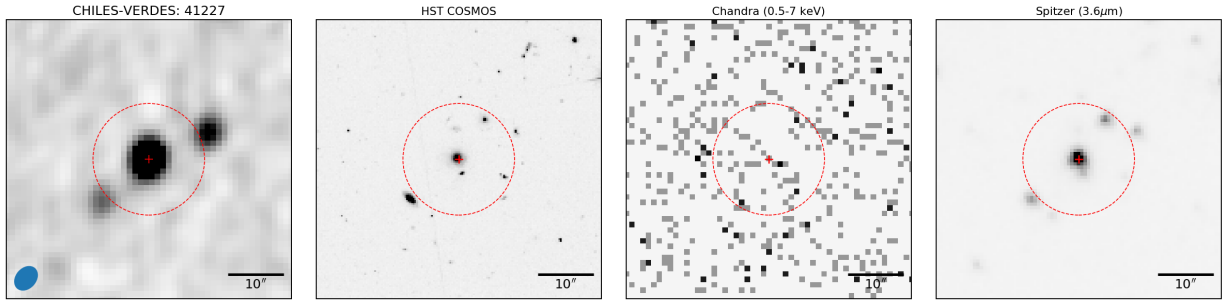 CHILES-VERDES: 41227
HST COSMOS
Chandra (0.5-7 keV)
Spitzer (3.6μm)
10″
10″
10″
10″